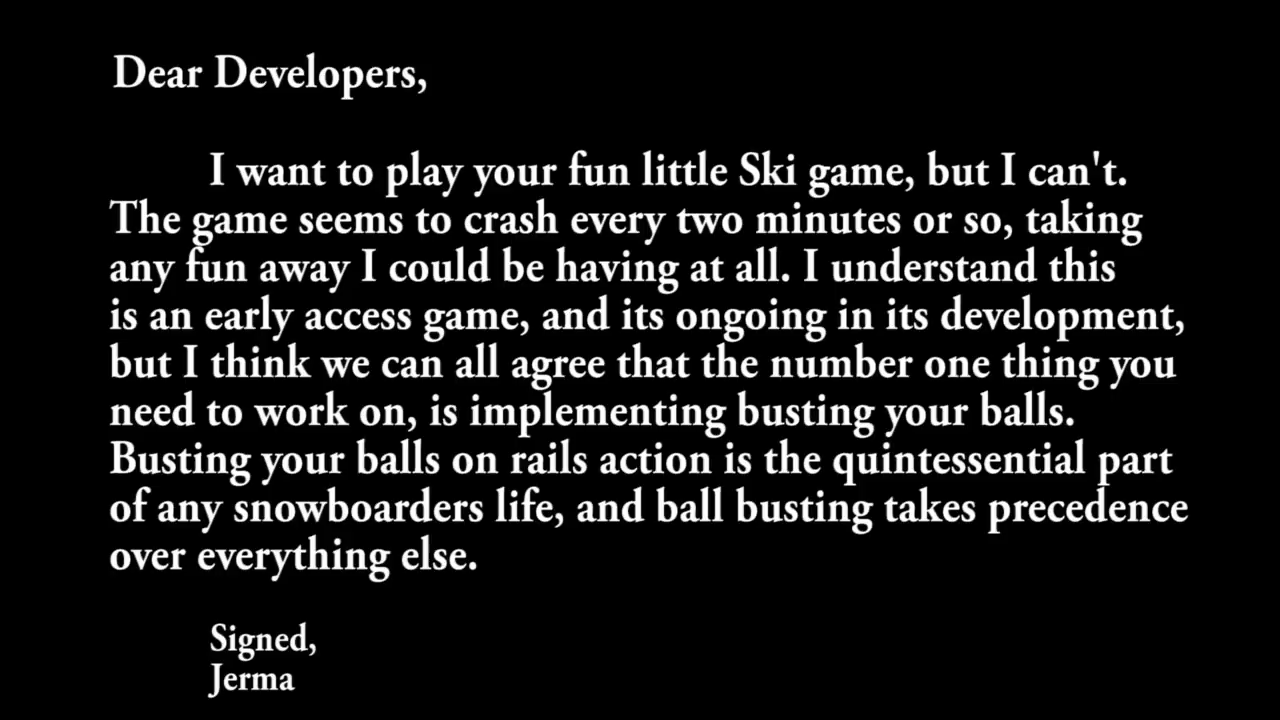 Dear Developers,
I want to play your fun little Ski game, but I can't.
The game seems to crash every two minutes or so, taking
any fun away I could be having at all. I understand this
is an early access game, and its ongoing in its development,
but I think we can all agree that the number one thing you
need to work on, is implementing busting your balls.
Busting your balls on rails action is the quintessential part
of any snowboarders life, and ball busting takes precedence
over everything else.
Signed,
Jerma